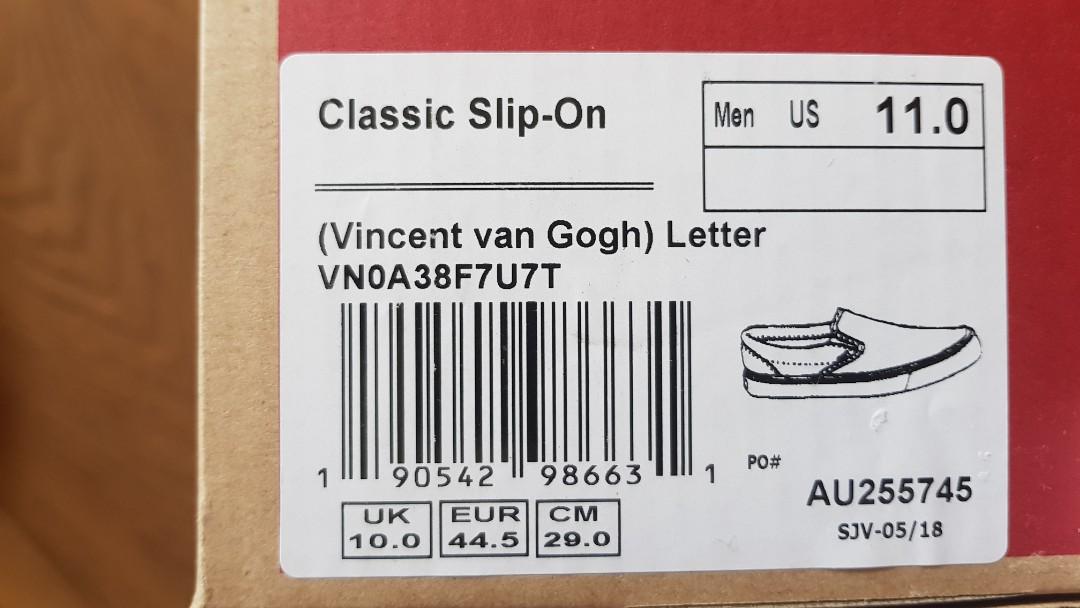 Classic Slip-On
Men US 11.0
(Vincent van Gogh) Letter
VN0A38F7U7T
1 90542 98663 1
PO#
AU255745
SJV-05/18
UK EUR CM
10.0 44.5 29.0